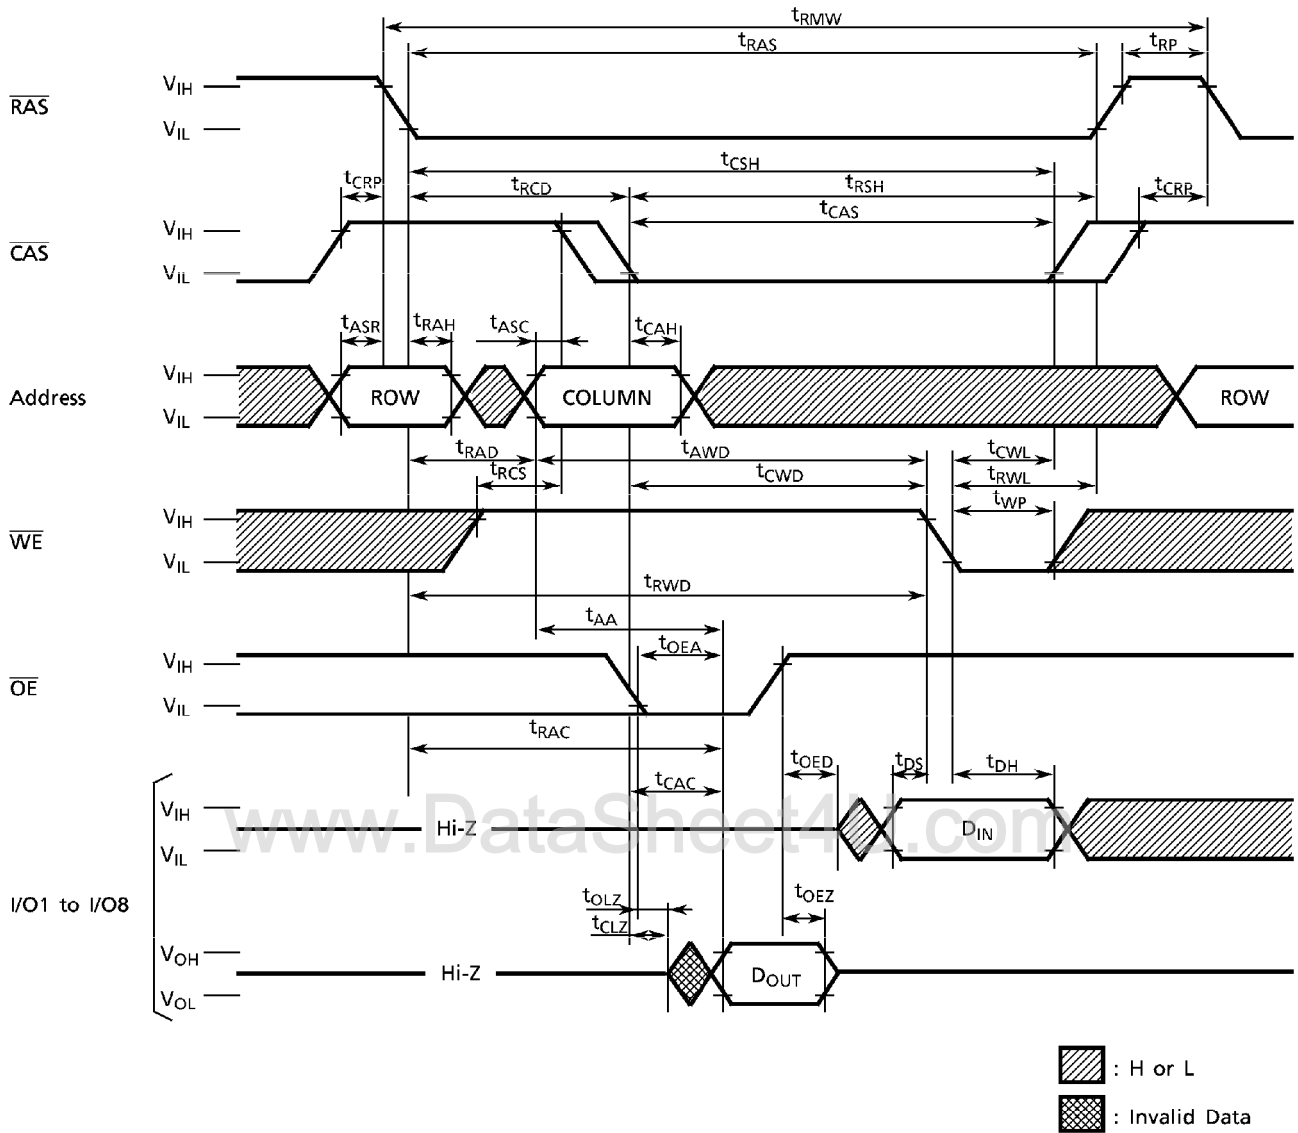 tRMW
tRAS
tRP
RAS
VIH
VIL
tCSH
tCRP
tRCD
tRSH
tCRP
tCAS
CAS
VIH
VIL
tASR
tRAH
tASC
tCAH
Address
VIH
VIL
ROW
COLUMN
ROW
tRAD
tAWD
tCWL
tRCS
tCWD
tRWL
tWP
WE
VIH
VIL
tRWD
tAA
tOEA
OE
VIH
VIL
tRAC
tOED
tDS
tDH
tCAC
www.DataSheet4U.com
VIH
VIL
Hi-Z
DIN
I/O1 to I/O8
tOLZ
tOEZ
tCLZ
VOH
VOL
Hi-Z
DOUT
: H or L
: Invalid Data